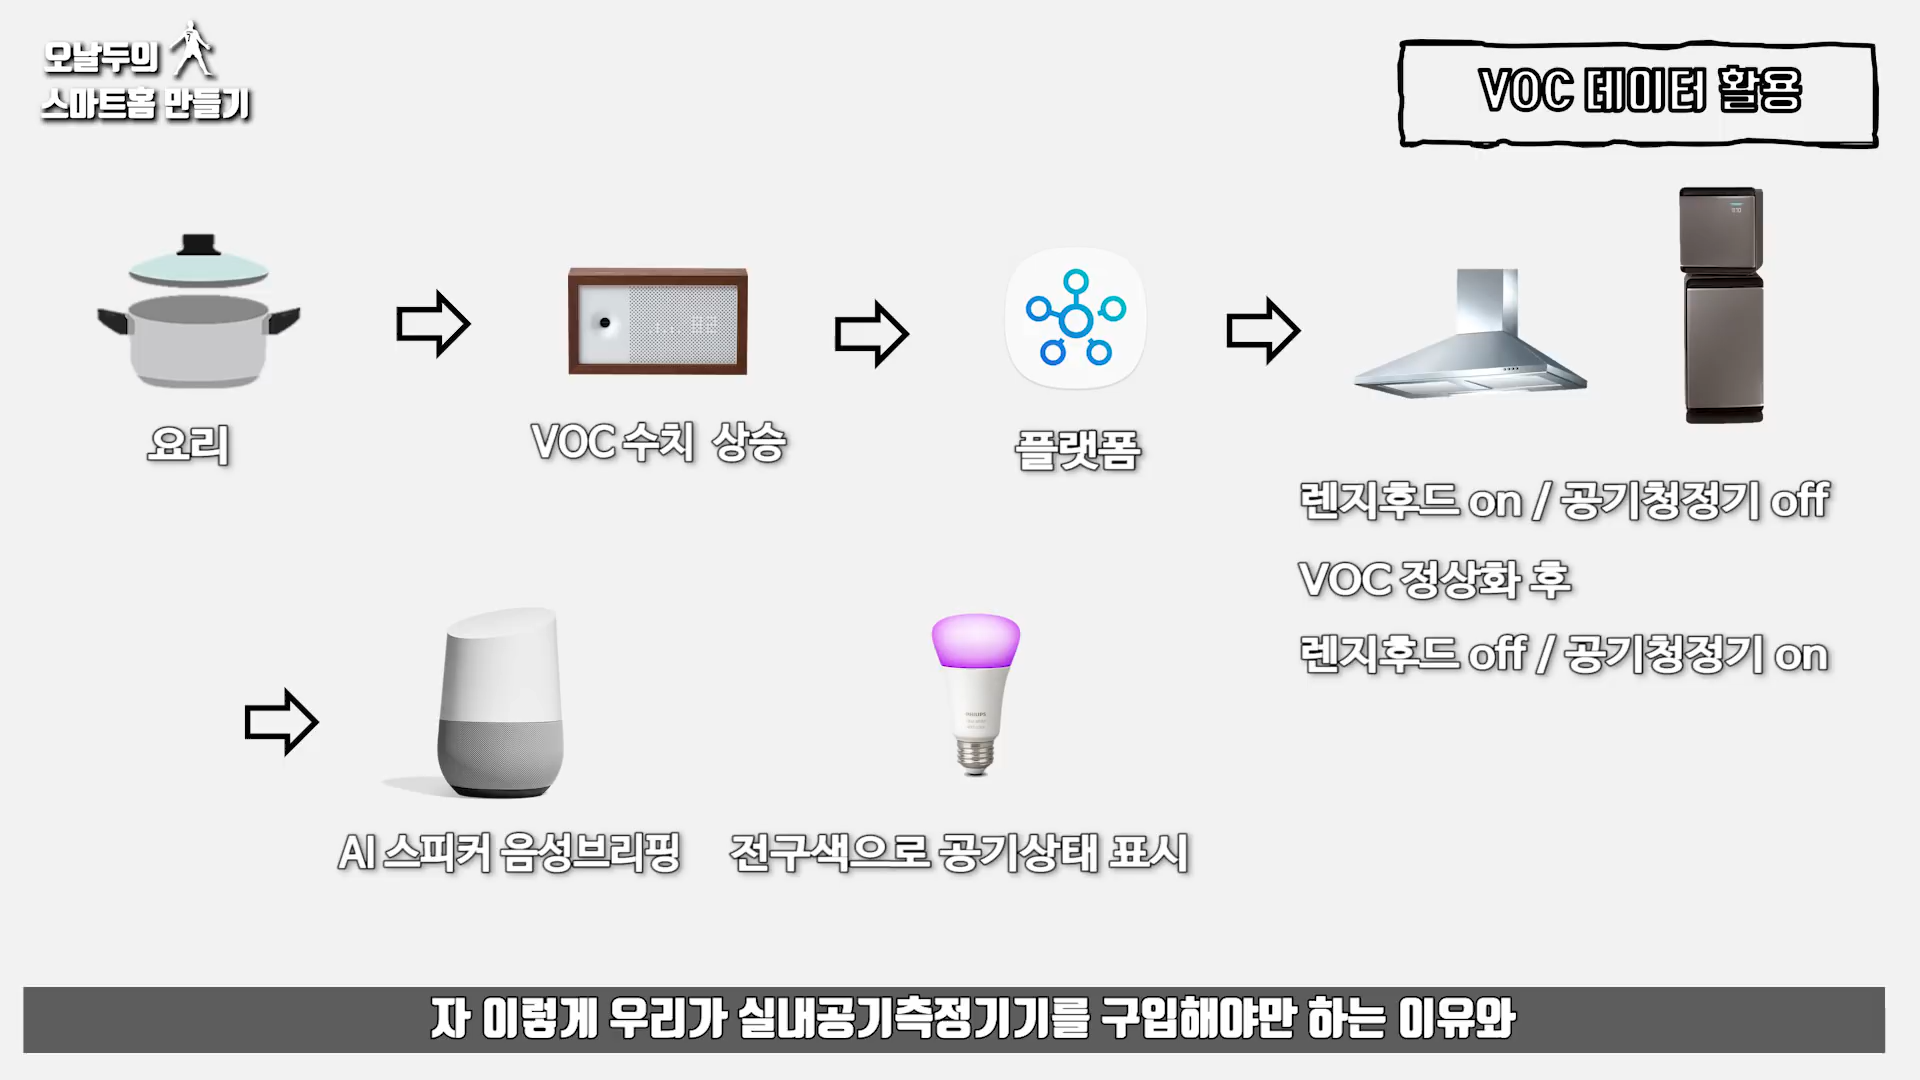 오날두의
스마트홈 만들기
VOC 데이터 활용
요리
VOC 수치 상승
플랫폼
렌지후드 on / 공기청정기 off
VOC 정상화 후
렌지후드 off / 공기청정기 on
AI 스피커 음성브리핑
전구색으로 공기상태 표시
자 이렇게 우리가 실내공기측정기기를 구입해야만 하는 이유와